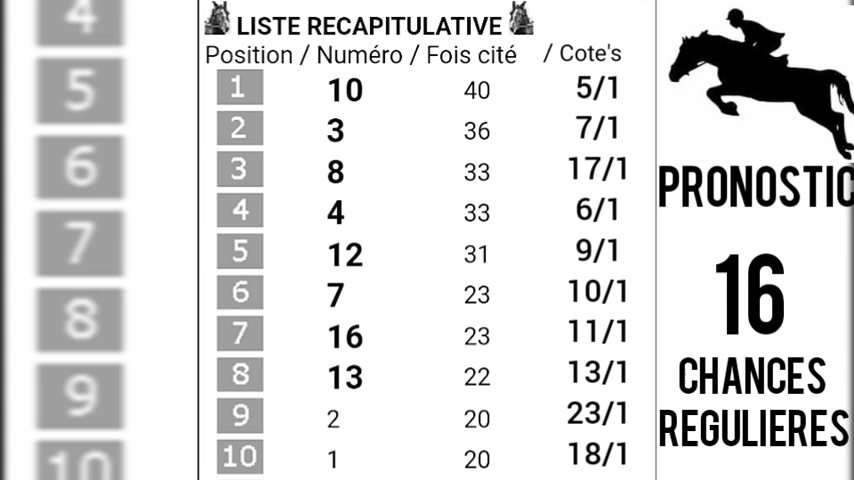 4
5
6
7
8
9
10
LISTE RECAPITULATIVE
Position / Numéro / Fois cité / Cote's
1 10 40 5/1
2 3 36 7/1
3 8 33 17/1
4 4 33 6/1
5 12 31 9/1
6 7 23 10/1
7 16 23 11/1
8 13 22 13/1
9 2 20 23/1
10 1 20 18/1
PRONOSTIC
16
CHANCES
REGULIERES